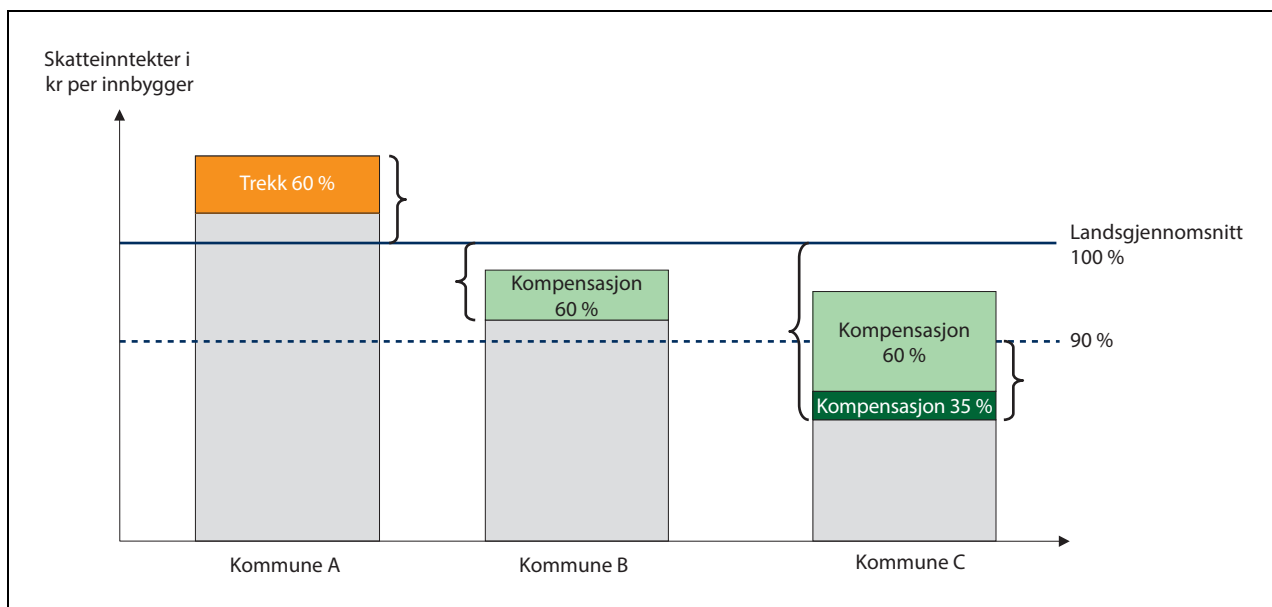 Skatteinntekter i
kr per innbygger
Trekk 60 %
Landsgjennomsnitt
100 %
Kompensasjon
60 %
Kompensasjon
60 %
90 %
Kompensasjon 35 %
Kommune A
Kommune B
Kommune C